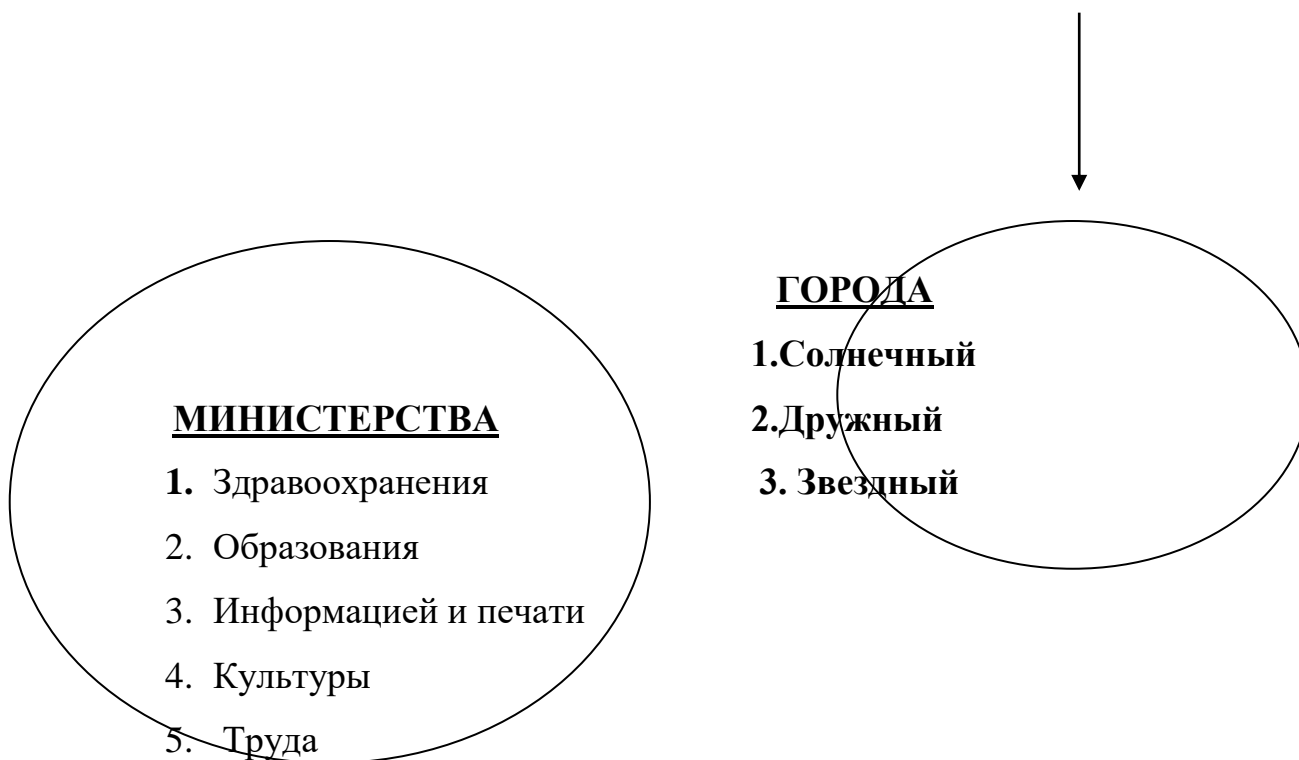 МИНИСТЕРСТВА
1. Здравоохранения
2. Образования
3. Информацией и печати
4. Культуры
5. Труда
ГОРОДА
1.Солнечный
2.Дружный
3. Звездный